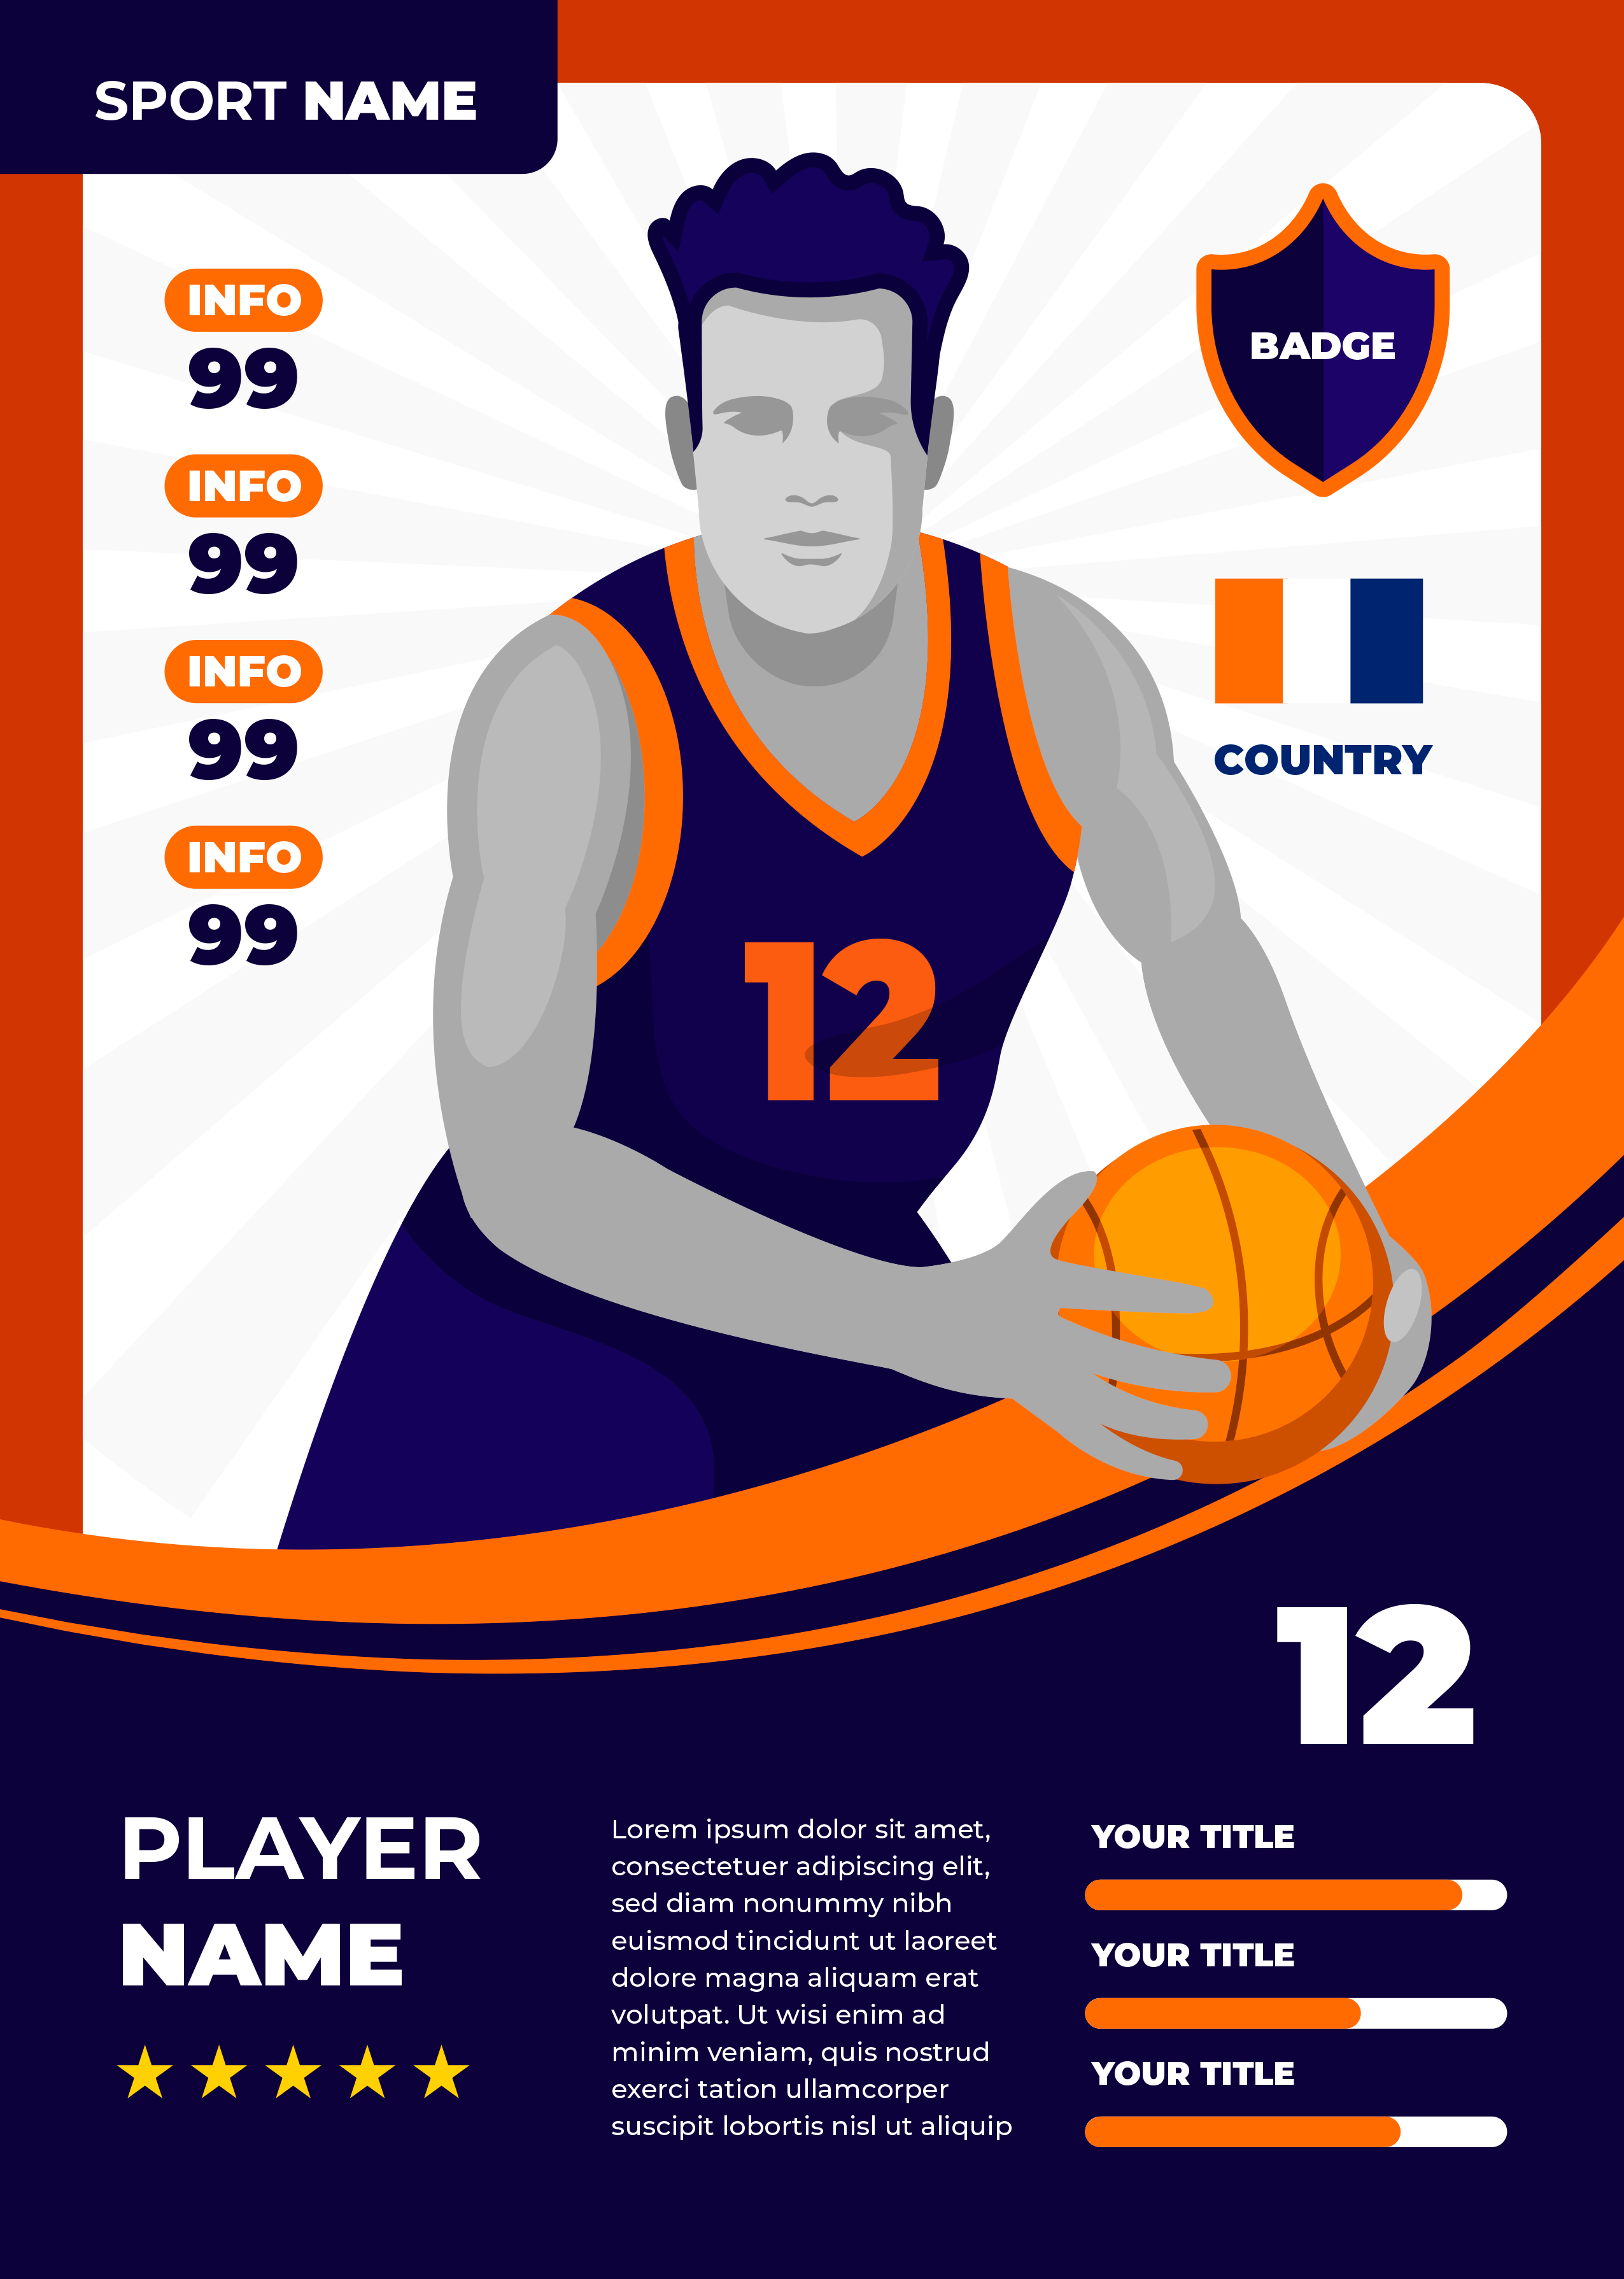 SPORT NAME
INFO
99
INFO
99
INFO
99
INFO
99
BADGE
COUNTRY
12
12
PLAYER
NAME
Lorem ipsum dolor sit amet,
consectetuer adipiscing elit,
sed diam nonummy nibh
euismod tincidunt ut laoreet
dolore magna aliquam erat
volutpat. Ut wisi enim ad
minim veniam, quis nostrud
exerci tation ullamcorper
suscipit lobortis nisl ut aliquip
YOUR TITLE
YOUR TITLE
YOUR TITLE